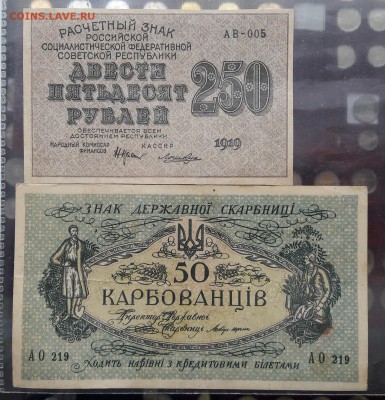 COINS.LAVE.RU
РАСЧЕТНЫЙ ЗНАК
РОССИЙСКОЙ
СОЦИАЛИСТИЧЕСКОЙ ФЕДЕРАТИВНОЙ
СОВЕТСКОЙ РЕСПУБЛИКИ
АВ-005
ДВЕСТИ
ПЯТЬДЕСЯТ
РУБЛЕЙ
250
ОБЕСПЕЧИВАЕТСЯ ВСЕМ
ДОСТОЯНИЕМ РЕСПУБЛИКИ
1919
НАРОДНЫЙ КОМИССАР
ФИНАНСОВ
КАССИР
ЗНАК ДЕРЖАВНОЇ СКАРБНИЦІ
50
КАРБОВАНЦІВ
Директор Державної
Скарбниці
АО 219
АО 219
Ходить нарівні з кредитовими білетами